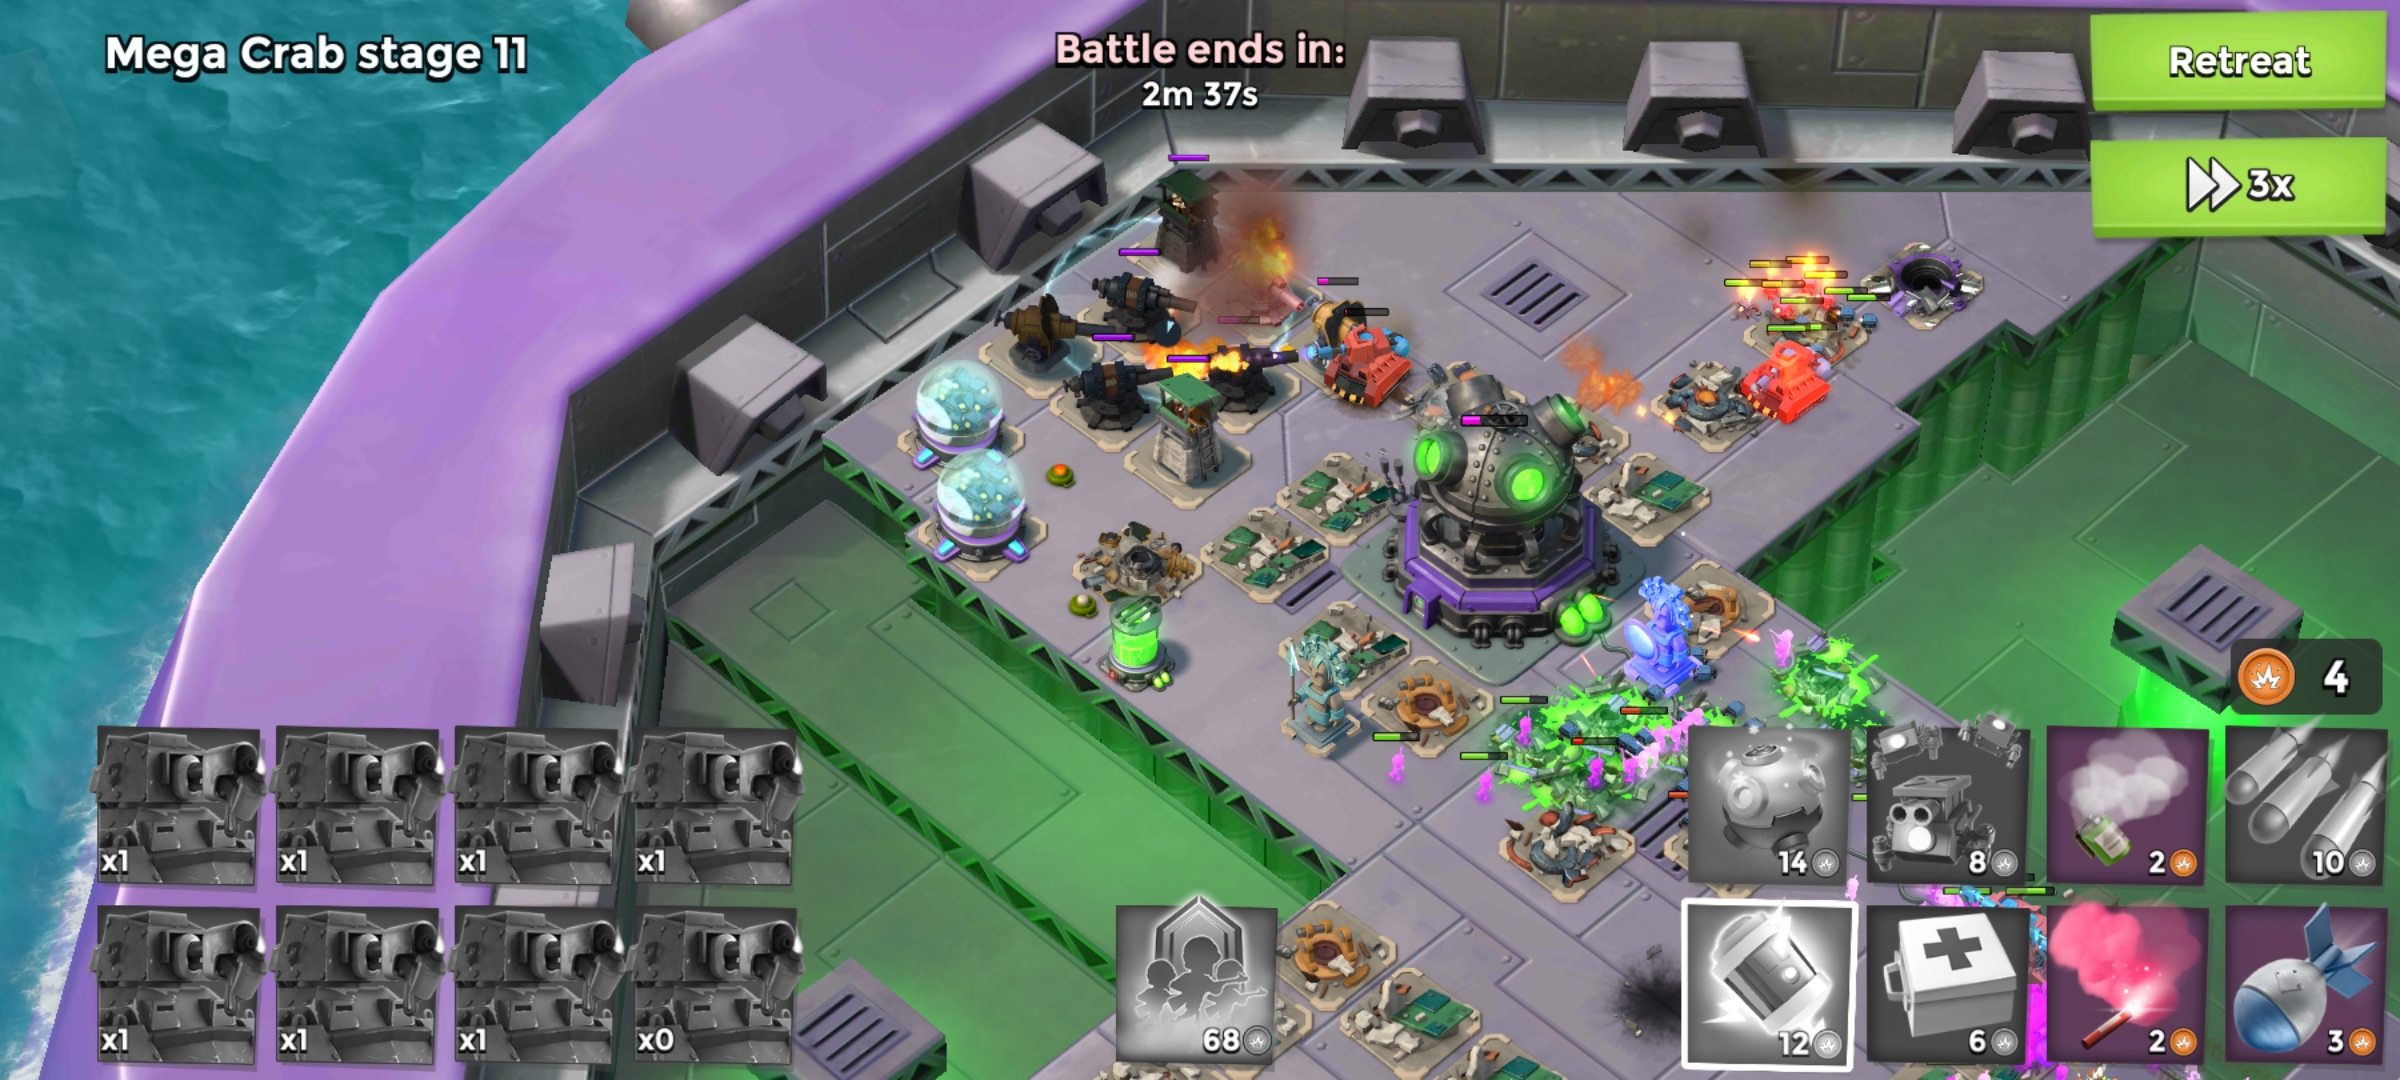 Mega Crab stage 11
Battle ends in:
2m 37s
Retreat
3x
4
x1
x1
x1
x1
14
8
2
10
x1
x1
x1
x0
68
12
6
2
3